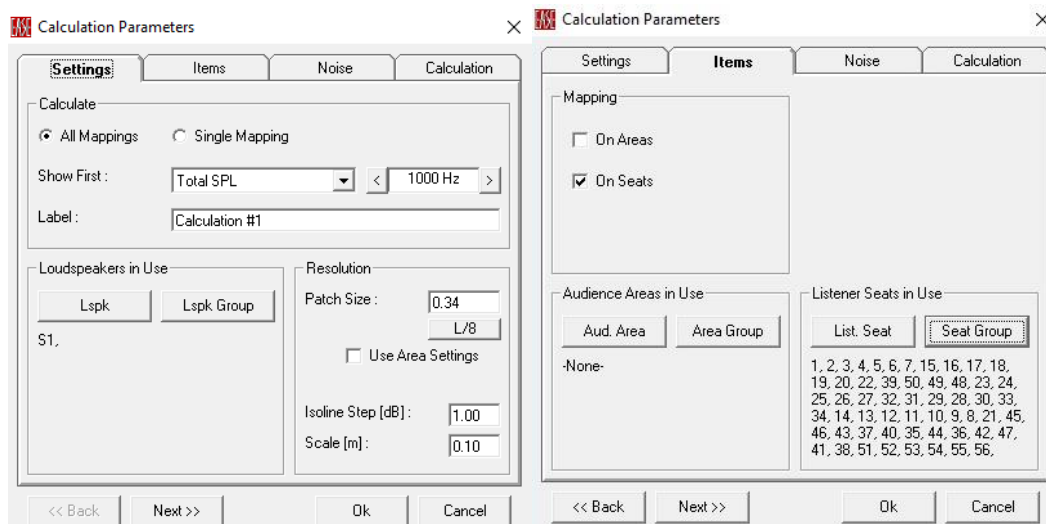 EASE Calculation Parameters
Settings Items Noise Calculation
Calculate
All Mappings Single Mapping
Show First : Total SPL < 1000 Hz >
Label : Calculation #1
Loudspeakers in Use
Lspk Lspk Group
S1,
Resolution
Patch Size : 0.34
L/8
Use Area Settings
Isoline Step [dB] : 1.00
Scale [m] : 0.10
<< Back Next >> Ok Cancel
EASE Calculation Parameters
Settings Items Noise Calculation
Mapping
On Areas
On Seats
Audience Areas in Use
Aud. Area Area Group
-None-
Listener Seats in Use
List. Seat Seat Group
1, 2, 3, 4, 5, 6, 7, 15, 16, 17, 18,
19, 20, 22, 39, 50, 49, 48, 23, 24,
25, 26, 27, 32, 31, 29, 28, 30, 33,
34, 14, 13, 12, 11, 10, 9, 8, 21, 45,
46, 43, 37, 40, 35, 44, 36, 42, 47,
41, 38, 51, 52, 53, 54, 55, 56,
<< Back Next >> Ok Cancel